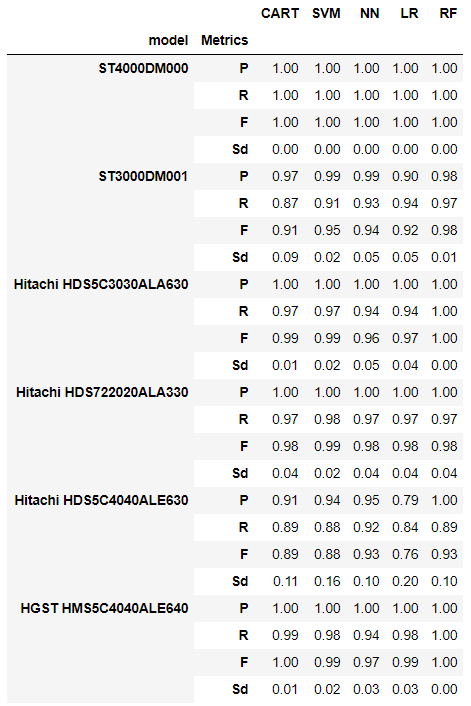 CART SVM NN LR RF
model Metrics
ST4000DM000 P 1.00 1.00 1.00 1.00 1.00
R 1.00 1.00 1.00 1.00 1.00
F 1.00 1.00 1.00 1.00 1.00
Sd 0.00 0.00 0.00 0.00 0.00
ST3000DM001 P 0.97 0.99 0.99 0.90 0.98
R 0.87 0.91 0.93 0.94 0.97
F 0.91 0.95 0.94 0.92 0.98
Sd 0.09 0.02 0.05 0.05 0.01
Hitachi HDS5C3030ALA630 P 1.00 1.00 1.00 1.00 1.00
R 0.97 0.97 0.94 0.94 1.00
F 0.99 0.99 0.96 0.97 1.00
Sd 0.01 0.02 0.05 0.04 0.00
Hitachi HDS722020ALA330 P 1.00 1.00 1.00 1.00 1.00
R 0.97 0.98 0.97 0.97 0.97
F 0.98 0.99 0.98 0.98 0.98
Sd 0.04 0.02 0.04 0.04 0.04
Hitachi HDS5C4040ALE630 P 0.91 0.94 0.95 0.79 1.00
R 0.89 0.88 0.92 0.84 0.89
F 0.89 0.88 0.93 0.76 0.93
Sd 0.11 0.16 0.10 0.20 0.10
HGST HMS5C4040ALE640 P 1.00 1.00 1.00 1.00 1.00
R 0.99 0.98 0.94 0.98 1.00
F 1.00 0.99 0.97 0.99 1.00
Sd 0.01 0.02 0.03 0.03 0.00